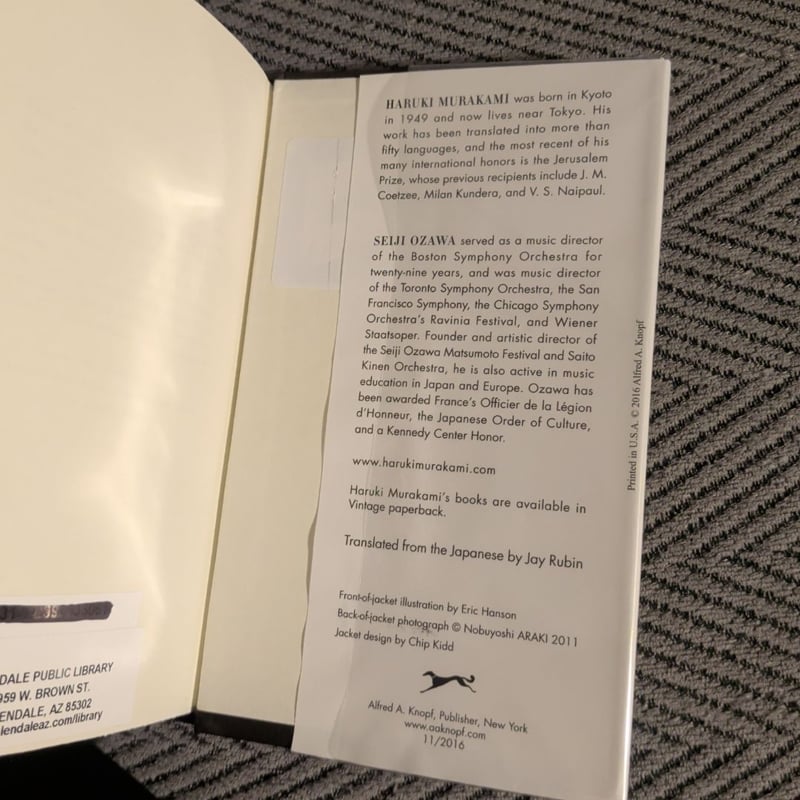 HARUKI MURAKAMI was born in Kyoto
in 1949 and now lives near Tokyo. His
work has been translated into more than
fifty languages, and the most recent of his
many international honors is the Jerusalem
Prize, whose previous recipients include J. M.
Coetzee, Milan Kundera, and V. S. Naipaul.
SEIJI OZAWA served as a music director
of the Boston Symphony Orchestra for
twenty-nine years, and was music director
of the Toronto Symphony Orchestra, the San
Francisco Symphony, the Chicago Symphony
Orchestra's Ravinia Festival, and Wiener
Staatsoper. Founder and artistic director of
the Seiji Ozawa Matsumoto Festival and Saito
Kinen Orchestra, he is also active in music
education in Japan and Europe. Ozawa has
been awarded France's Officier de la Légion
d'Honneur, the Japanese Order of Culture,
and a Kennedy Center Honor.
www.harukimurakami.com
Haruki Murakami's books are available in
Vintage paperback.
Translated from the Japanese by Jay Rubin
Front-of-jacket illustration by Eric Hanson
Back-of-jacket photograph © Nobuyoshi ARAKI 2011
Jacket design by Chip Kidd
Alfred A. Knopf, Publisher, New York
www.aaknopf.com
11/2016
Printed in U.S.A. © 2016 Alfred A. Knopf
DALE PUBLIC LIBRARY
959 W. BROWN ST.
LENDALE, AZ 85302
lendaleaz.com/library